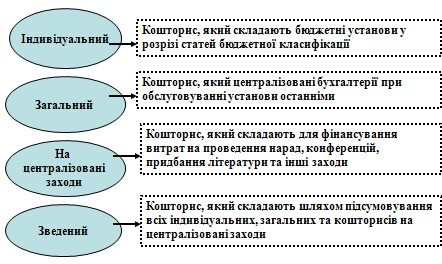 Індивідуальний
Кошторис, який складають бюджетні установи у
розрізі статей бюджетної класифікації
Загальний
Кошторис, який централізовані бухгалтерії при
обслуговуванні установи останніми
На
централізовані
заходи
Кошторис, який складають для фінансування
витрат на проведення нарад, конференцій,
придбання літератури та інші заходи
Зведений
Кошторис, який складають шляхом підсумовування
всіх індивідуальних, загальних та кошторисів на
централізовані заходи